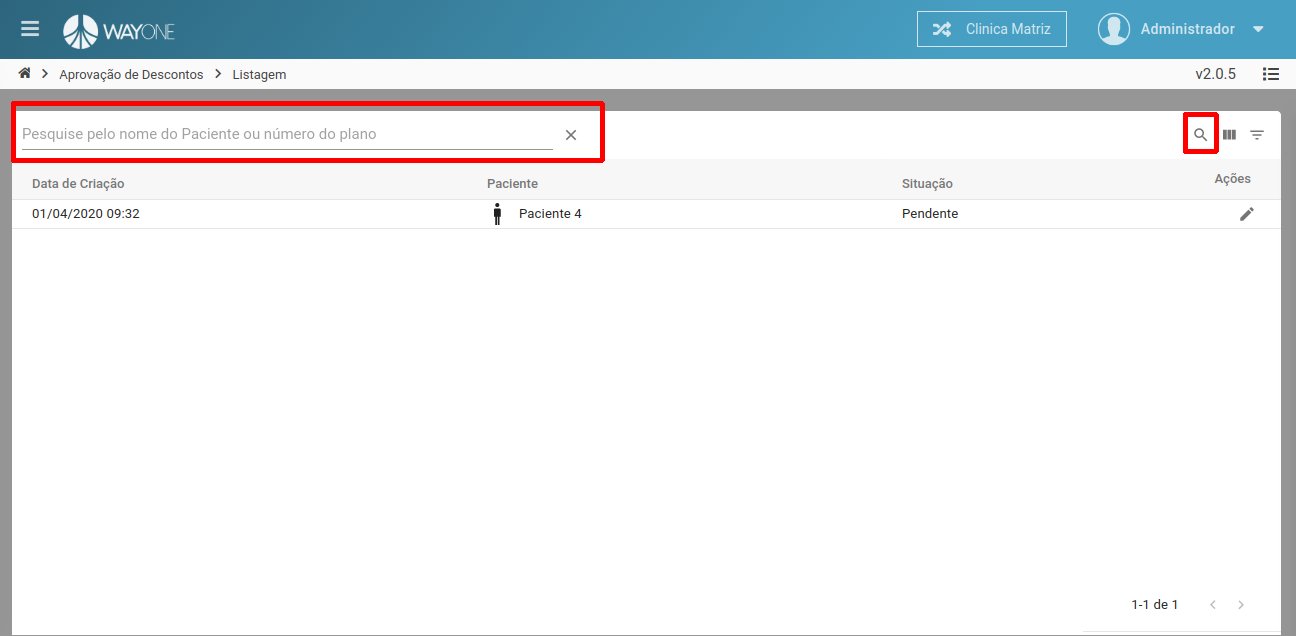 WAYONE
Clinica Matriz
Administrador
Aprovação de Descontos
Listagem
v2.0.5
Pesquise pelo nome do Paciente ou número do plano
Data de Criação
Paciente
Situação
Ações
01/04/2020 09:32
Paciente 4
Pendente
1-1 de 1